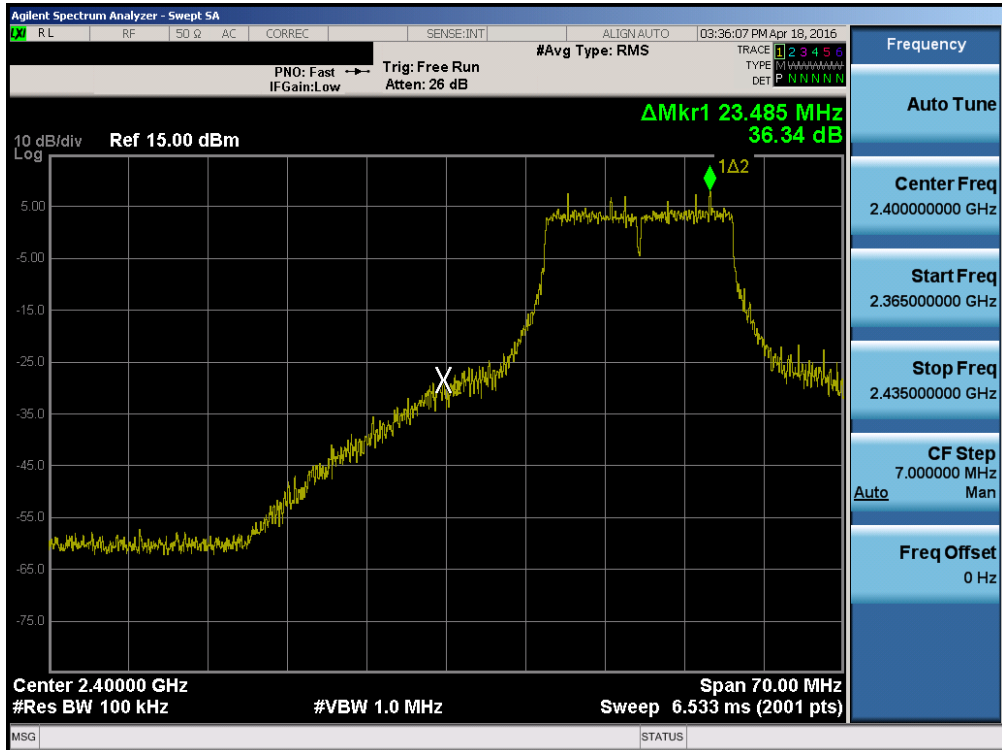 Agilent Spectrum Analyzer - Swept SA
LXI RL RF 50 Ω AC CORREC SENSE:INT ALIGN AUTO 03:36:07 PM Apr 18, 2016
PNO: Fast IFGain:Low
Trig: Free Run
Atten: 26 dB
#Avg Type: RMS
TRACE 1 2 3 4 5 6
TYPE M
DET P N N N N N
ΔMkr1 23.485 MHz
36.34 dB
10 dB/div Ref 15.00 dBm
Log
1Δ2
5.00
-5.00
-15.0
-25.0
X
-35.0
-45.0
-55.0
-65.0
-75.0
Center 2.40000 GHz Span 70.00 MHz
#Res BW 100 kHz #VBW 1.0 MHz Sweep 6.533 ms (2001 pts)
MSG STATUS
Frequency
Auto Tune
Center Freq
2.400000000 GHz
Start Freq
2.365000000 GHz
Stop Freq
2.435000000 GHz
CF Step
7.000000 MHz
Auto Man
Freq Offset
0 Hz